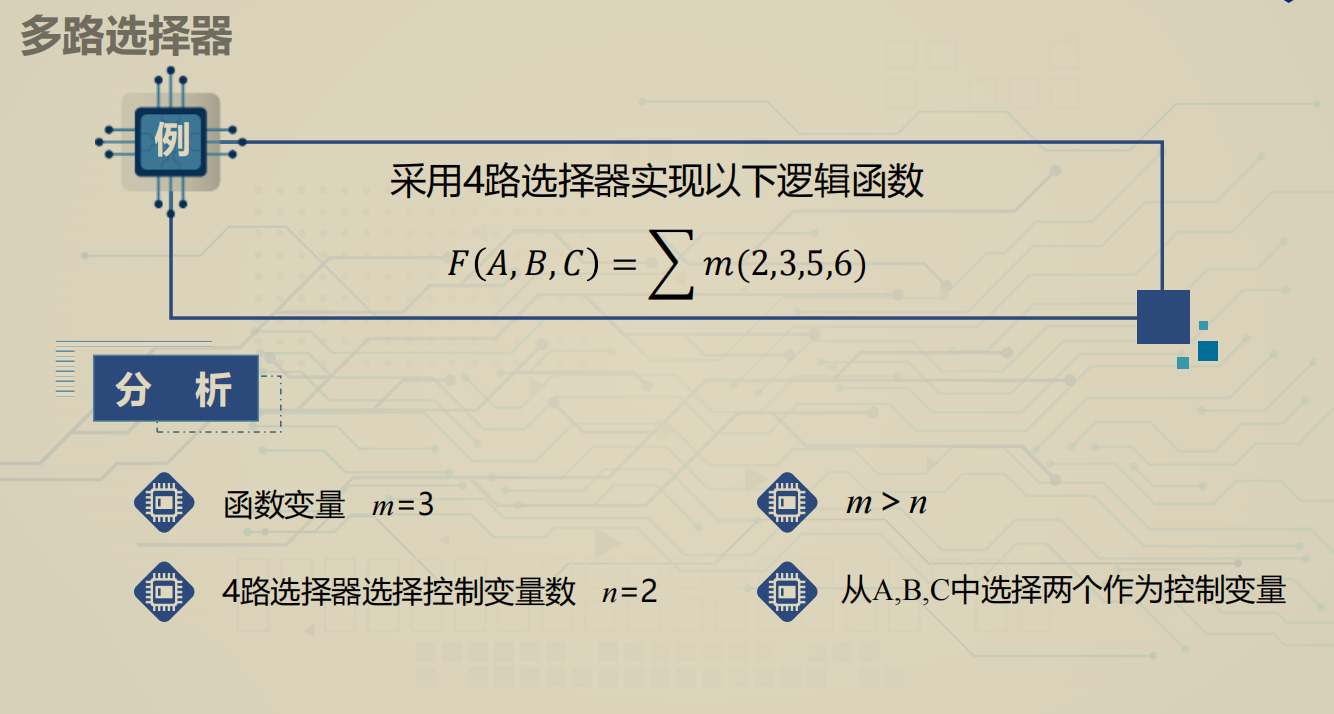 多路选择器
例
采用4路选择器实现以下逻辑函数
F(A,B,C) = ∑ m(2,3,5,6)
分 析
函数变量 m=3
4路选择器选择控制变量数 n=2
m > n
从A,B,C中选择两个作为控制变量